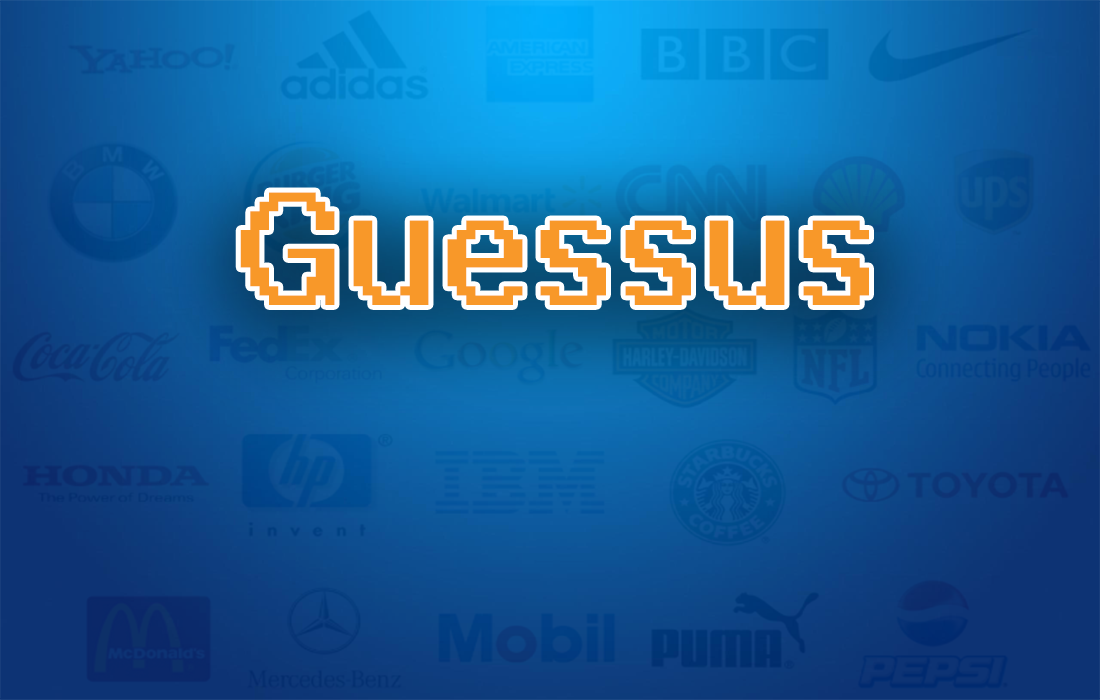 YAHOO! adidas AMERICAN EXPRESS BBC
BMW BURGER KING Walmart CNN ups
Guessus
Coca-Cola FedEx Corporation Google MOTOR HARLEY-DAVIDSON COMPANY NFL NOKIA Connecting People
HONDA The Power of Dreams hp® invent IBM STARBUCKS COFFEE TOYOTA
McDonald's Mercedes-Benz Mobil PUMA® PEPSI